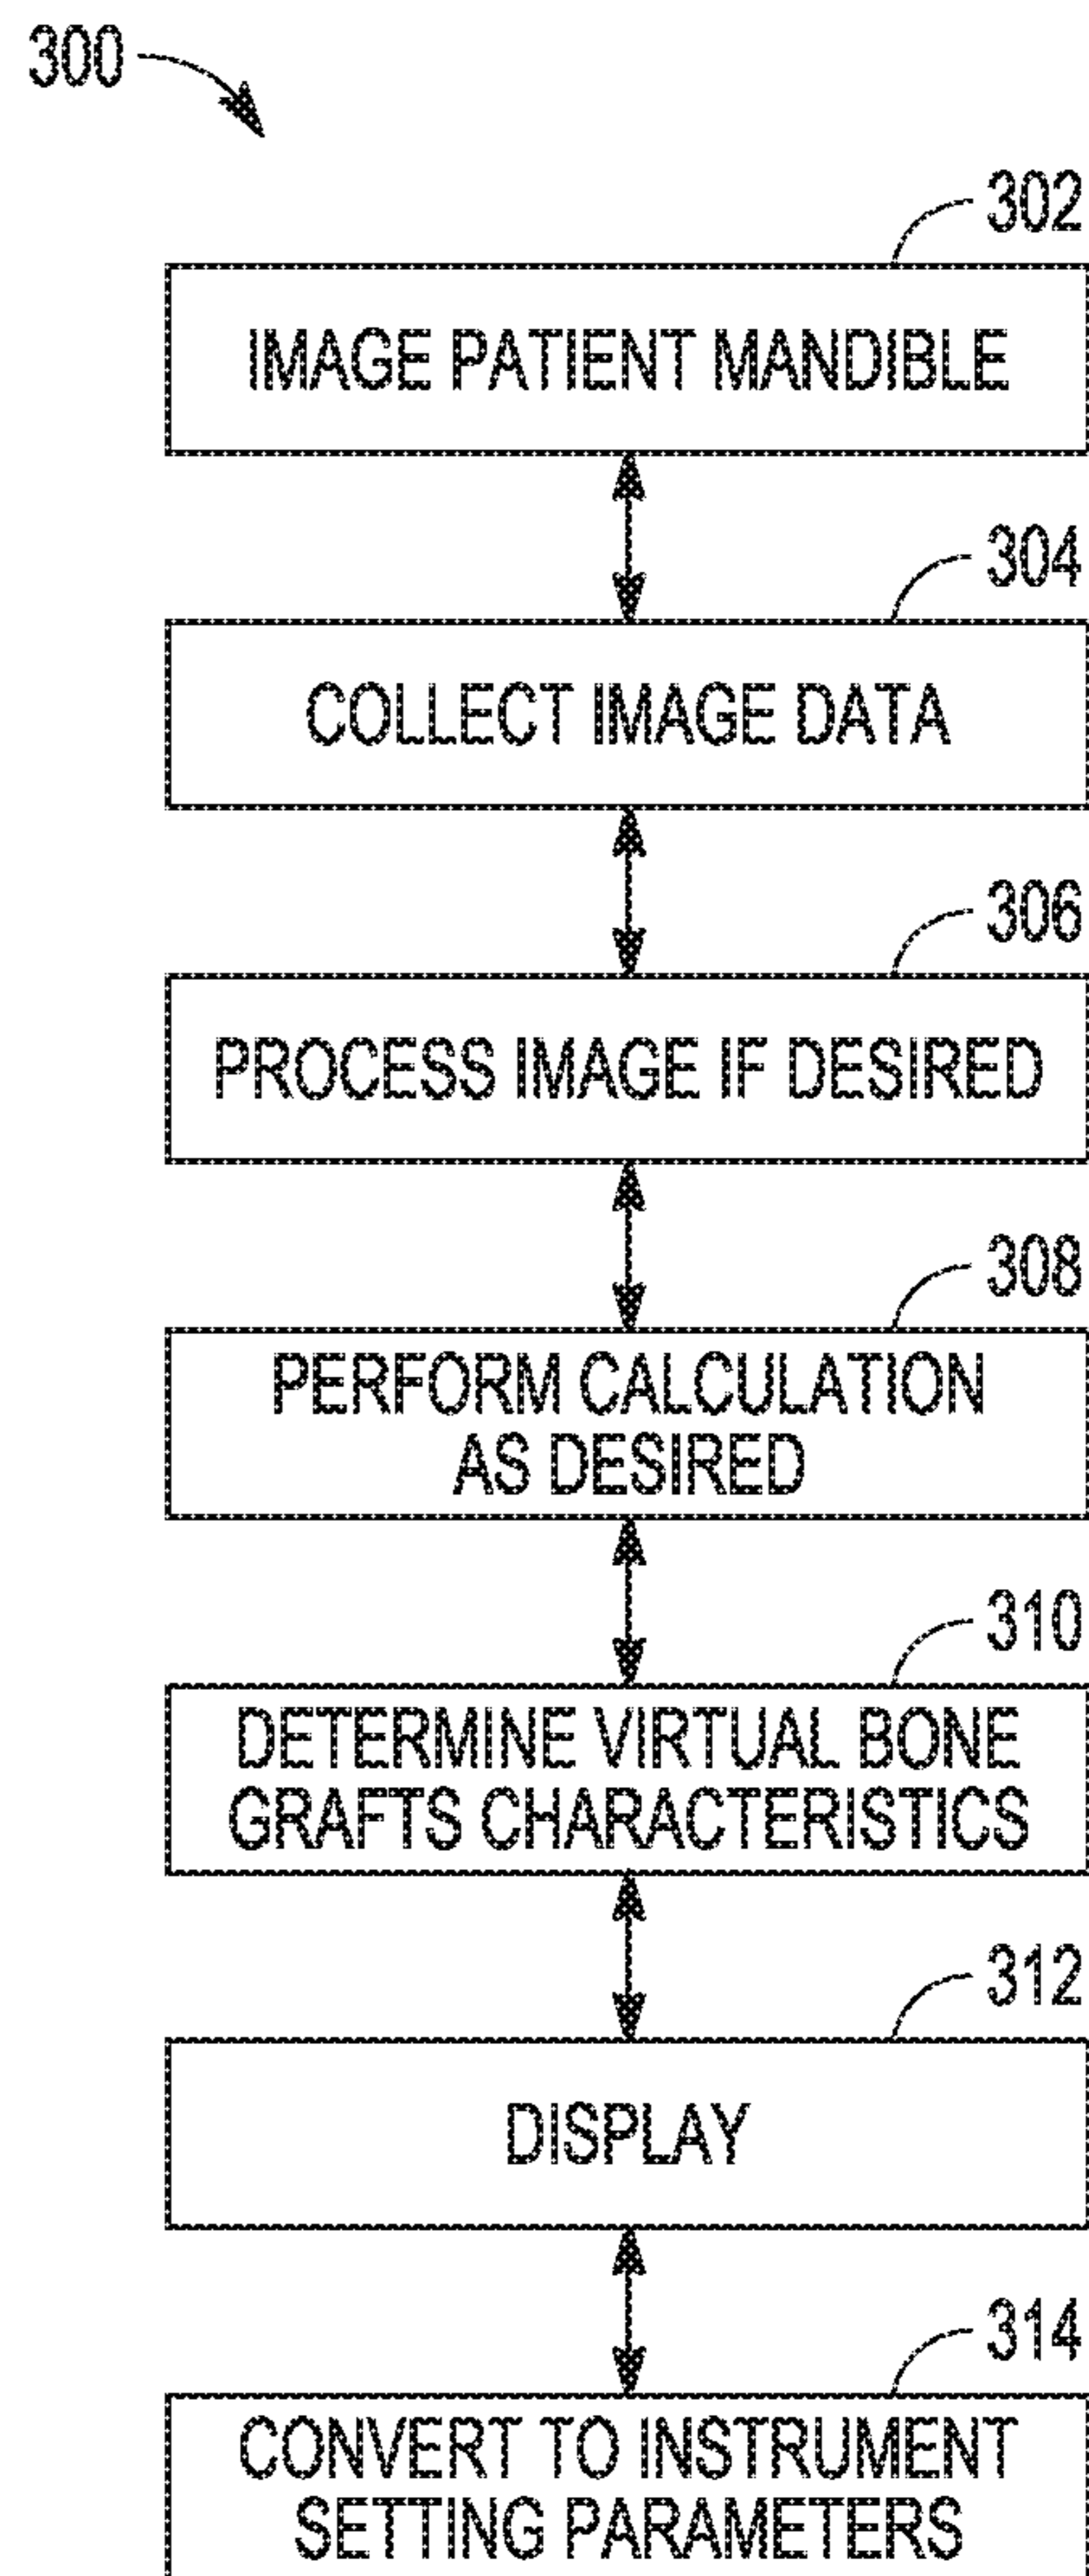 300
302
IMAGE PATIENT MANDIBLE
304
COLLECT IMAGE DATA
306
PROCESS IMAGE IF DESIRED
308
PERFORM CALCULATION
AS DESIRED
310
DETERMINE VIRTUAL BONE
GRAFTS CHARACTERISTICS
312
DISPLAY
314
CONVERT TO INSTRUMENT
SETTING PARAMETERS